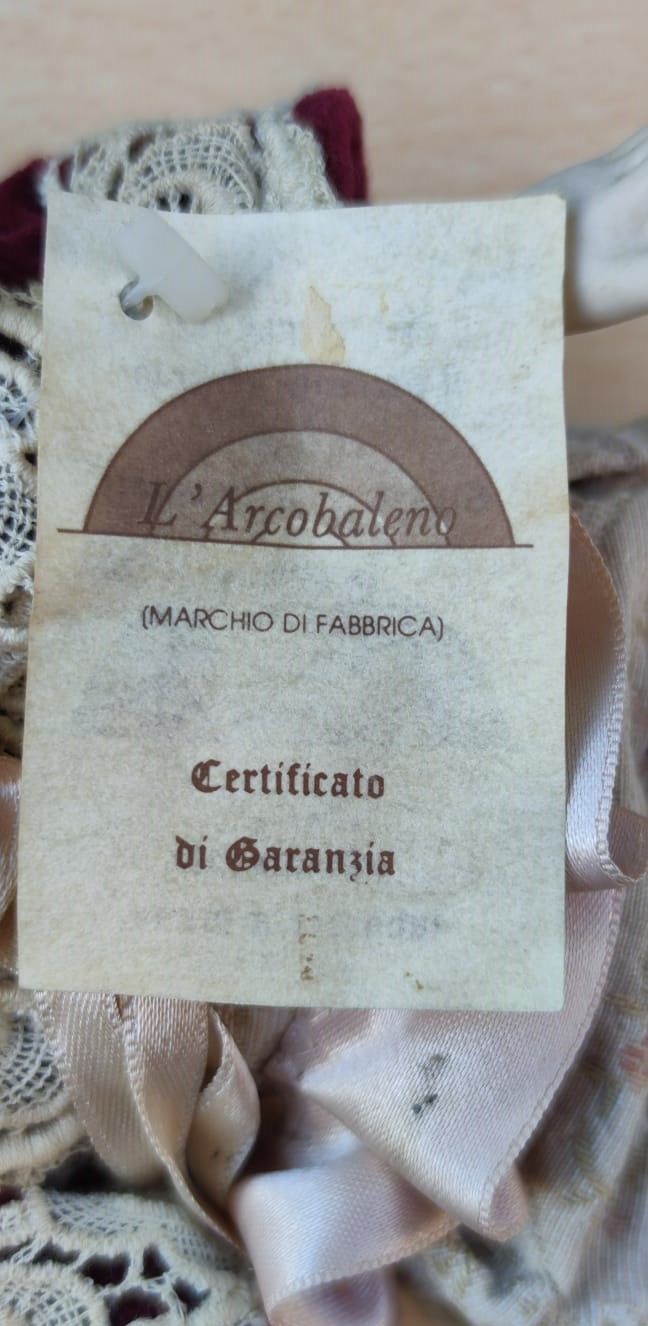 L'Arcobaleno
(MARCHIO DI FABBRICA)
Certificato
di Garanzia